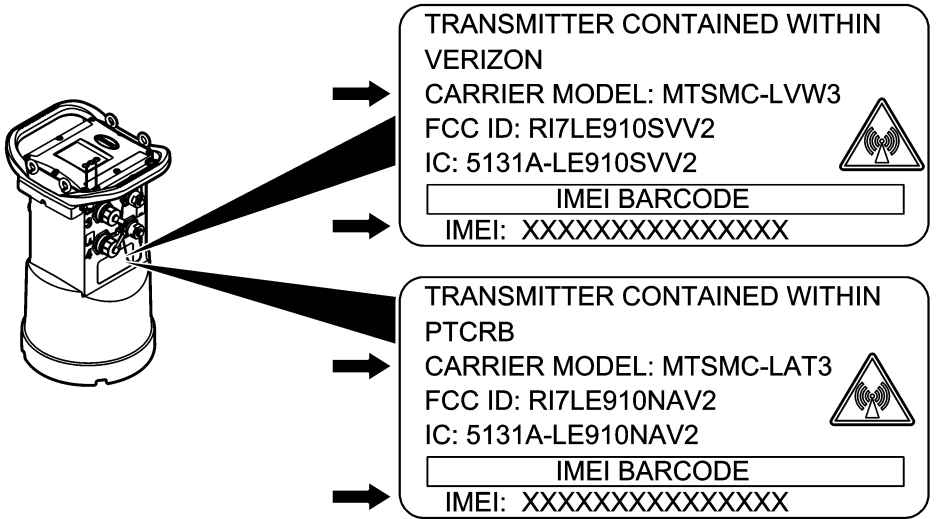 TRANSMITTER CONTAINED WITHIN
VERIZON
CARRIER MODEL: MTSMC-LVW3
FCC ID: RI7LE910SVV2
IC: 5131A-LE910SVV2
IMEI BARCODE
IMEI: XXXXXXXXXXXXXXX
TRANSMITTER CONTAINED WITHIN
PTCRB
CARRIER MODEL: MTSMC-LAT3
FCC ID: RI7LE910NAV2
IC: 5131A-LE910NAV2
IMEI BARCODE
IMEI: XXXXXXXXXXXXXXX